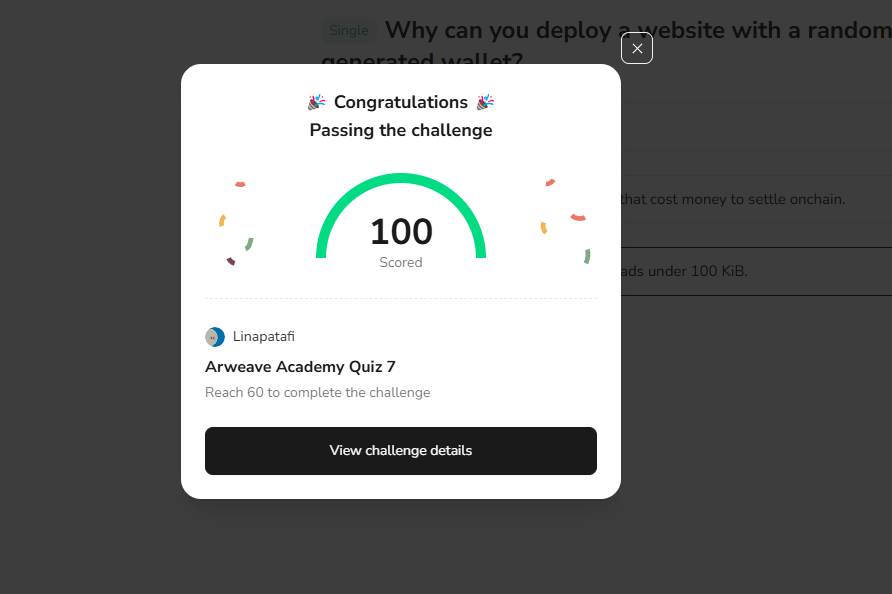 Single Why can you deploy a website with a random
generated wallet?
Congratulations
Passing the challenge
that cost money to settle onchain.
100
Scored
ads under 100 KiB.
Linapatafi
Arweave Academy Quiz 7
Reach 60 to complete the challenge
View challenge details